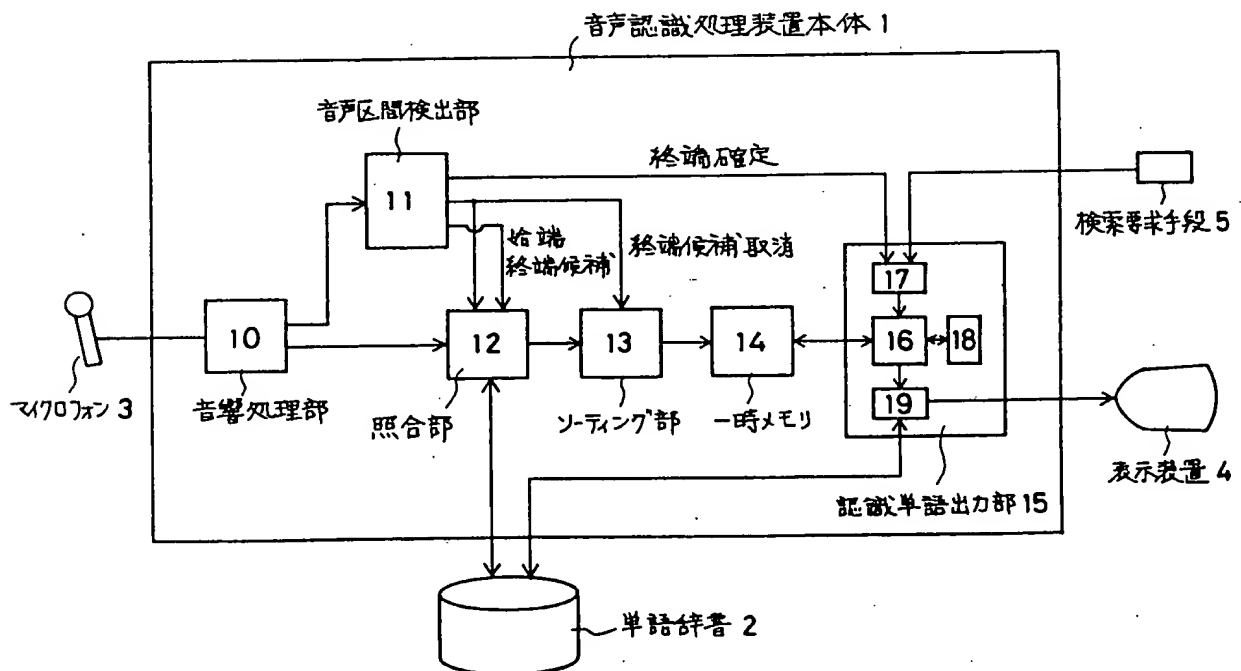 音声認識処理装置本体 1
音声区間検出部
11
終端確定
検索要求手段 5
始端
終端候補
終端候補取消
17
10
12
13
14
16
18
19
マイクロフォン 3
音響処理部
照合部
ソーティング部
一時メモリ
表示装置 4
認識単語出力部 15
単語辞書 2